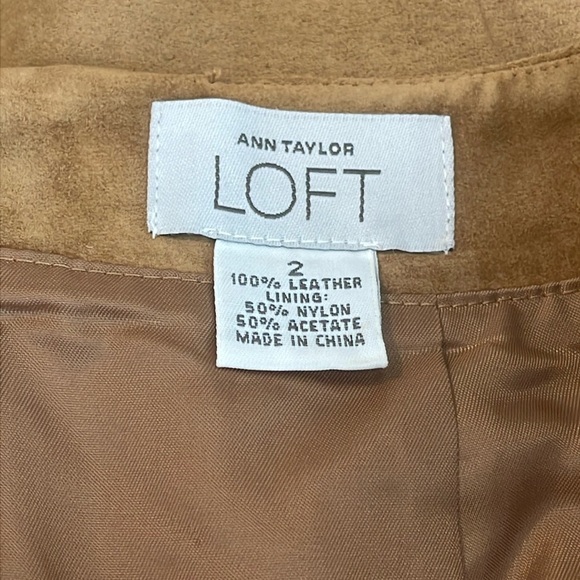 ANN TAYLOR
LOFT
2
100% LEATHER
LINING:
50% NYLON
50% ACETATE
MADE IN CHINA